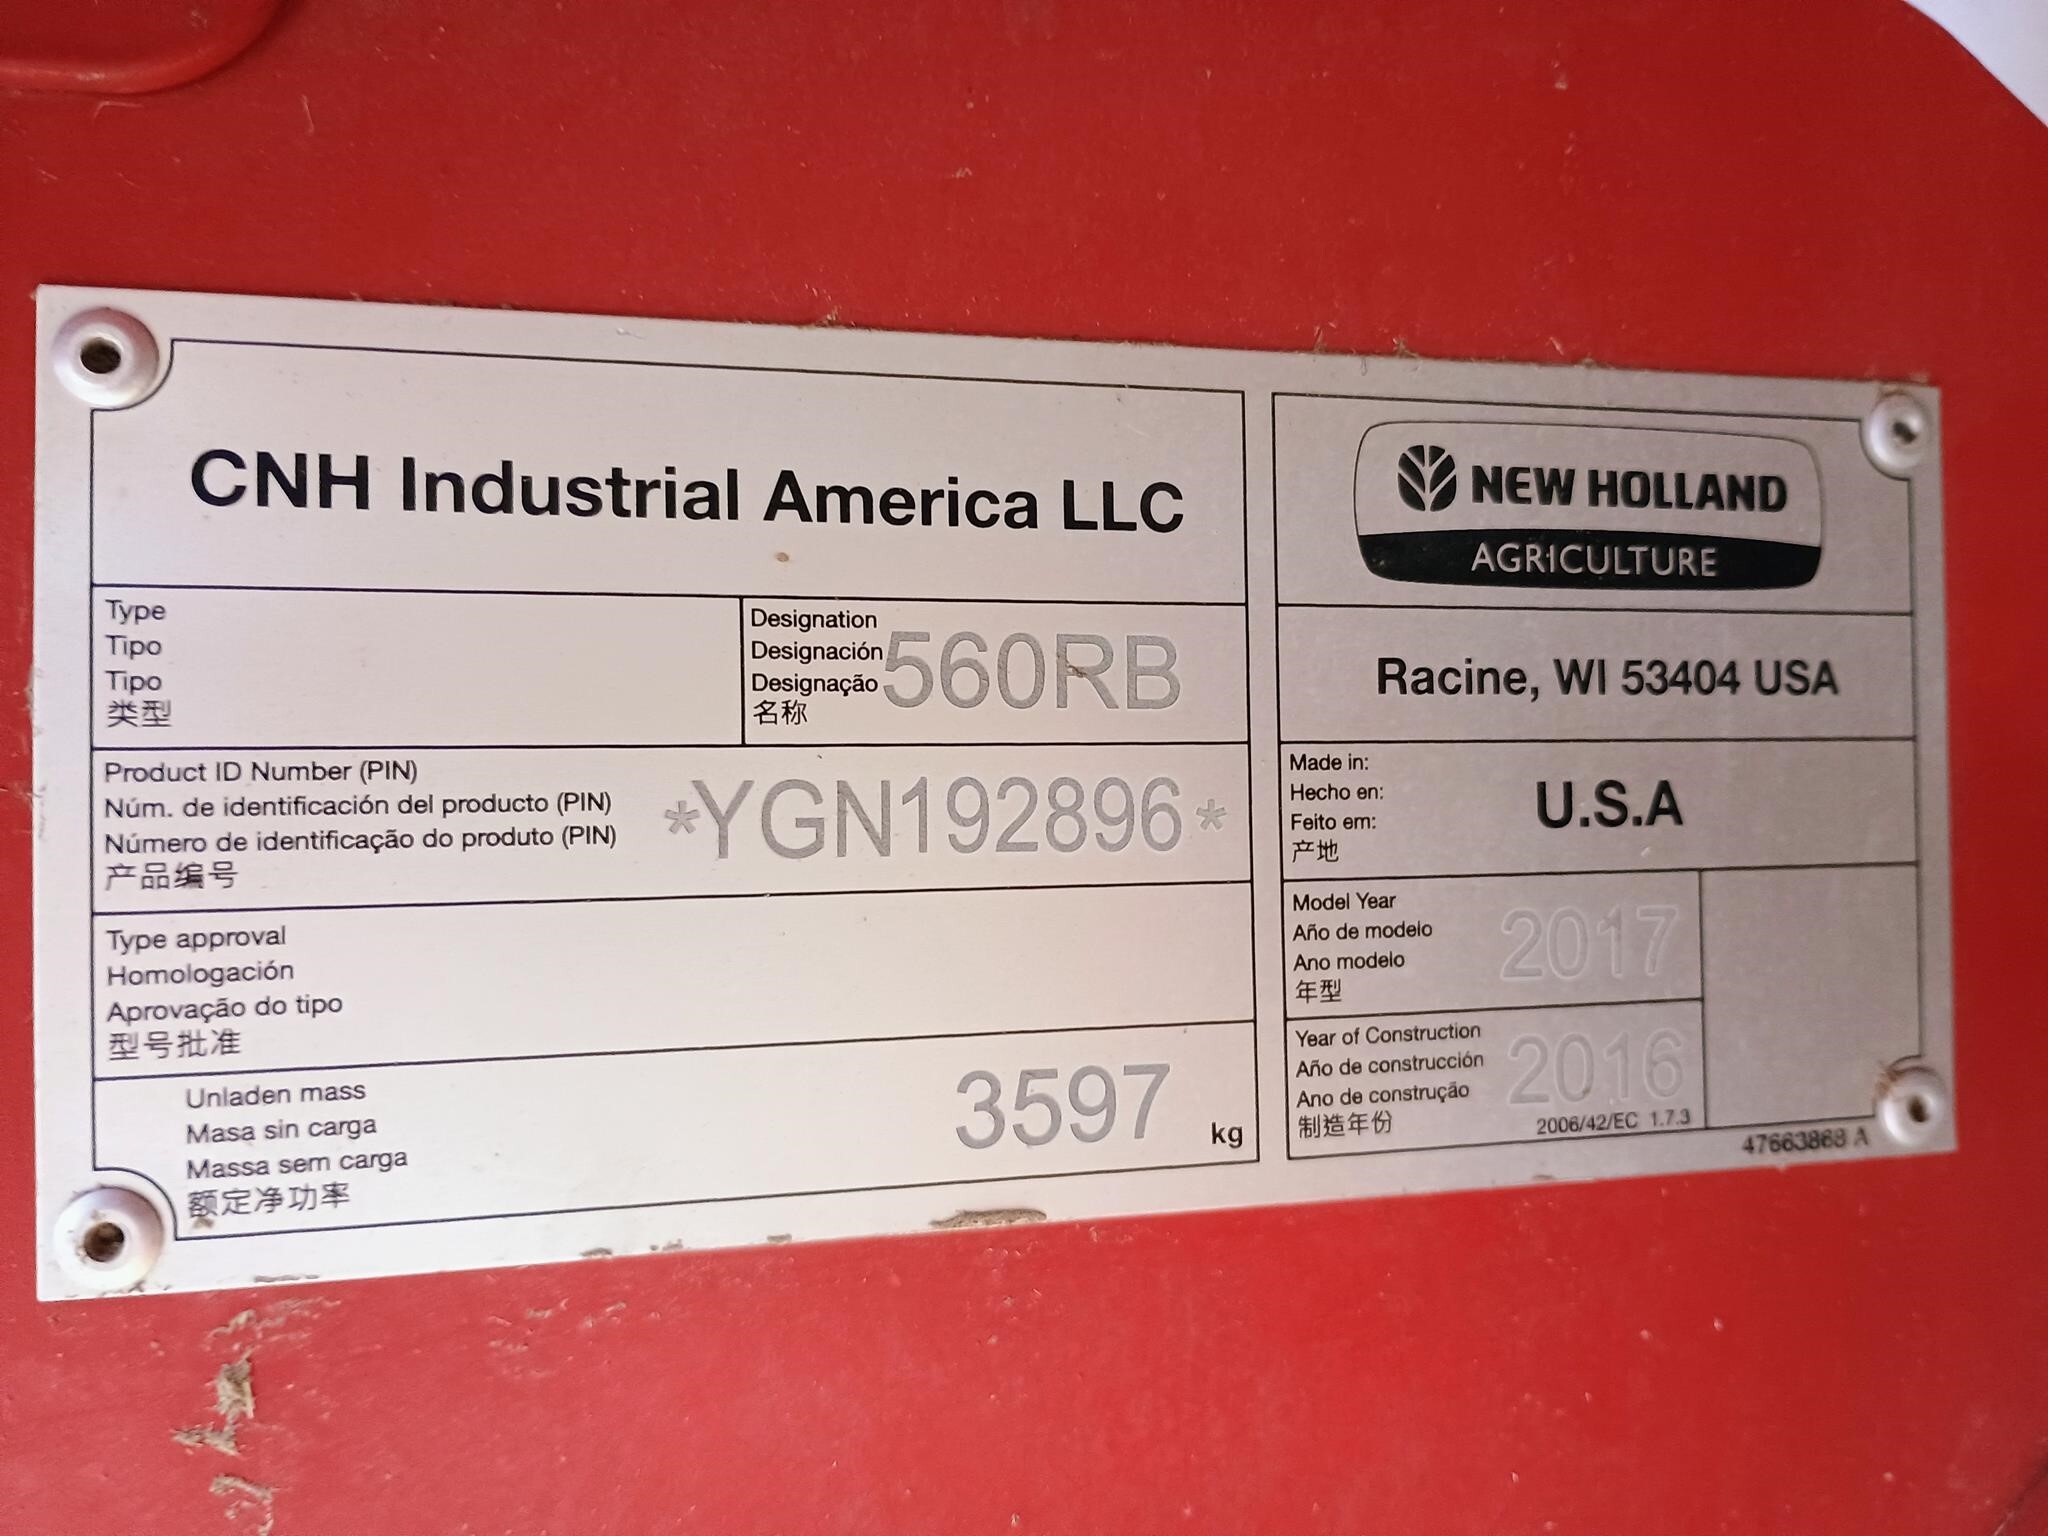 CNH Industrial America LLC
Type
Tipo
Tipo
类型
Designation
Designación
Designação
名称
560RB
Product ID Number (PIN)
Núm. de identificación del producto (PIN)
Número de identificação do produto (PIN)
产品编号
*YGN192896*
Type approval
Homologación
Aprovação do tipo
型号批准
Unladen mass
Masa sin carga
Massa sem carga
额定净功率
3597 kg
NEW HOLLAND
AGRICULTURE
Racine, WI 53404 USA
Made in:
Hecho en:
Feito em:
产地
U.S.A
Model Year
Año de modelo
Ano modelo
年型
2017
Year of Construction
Año de construcción
Ano de construção
制造年份
2016
2006/42/EC 1.7.3
47663868 A